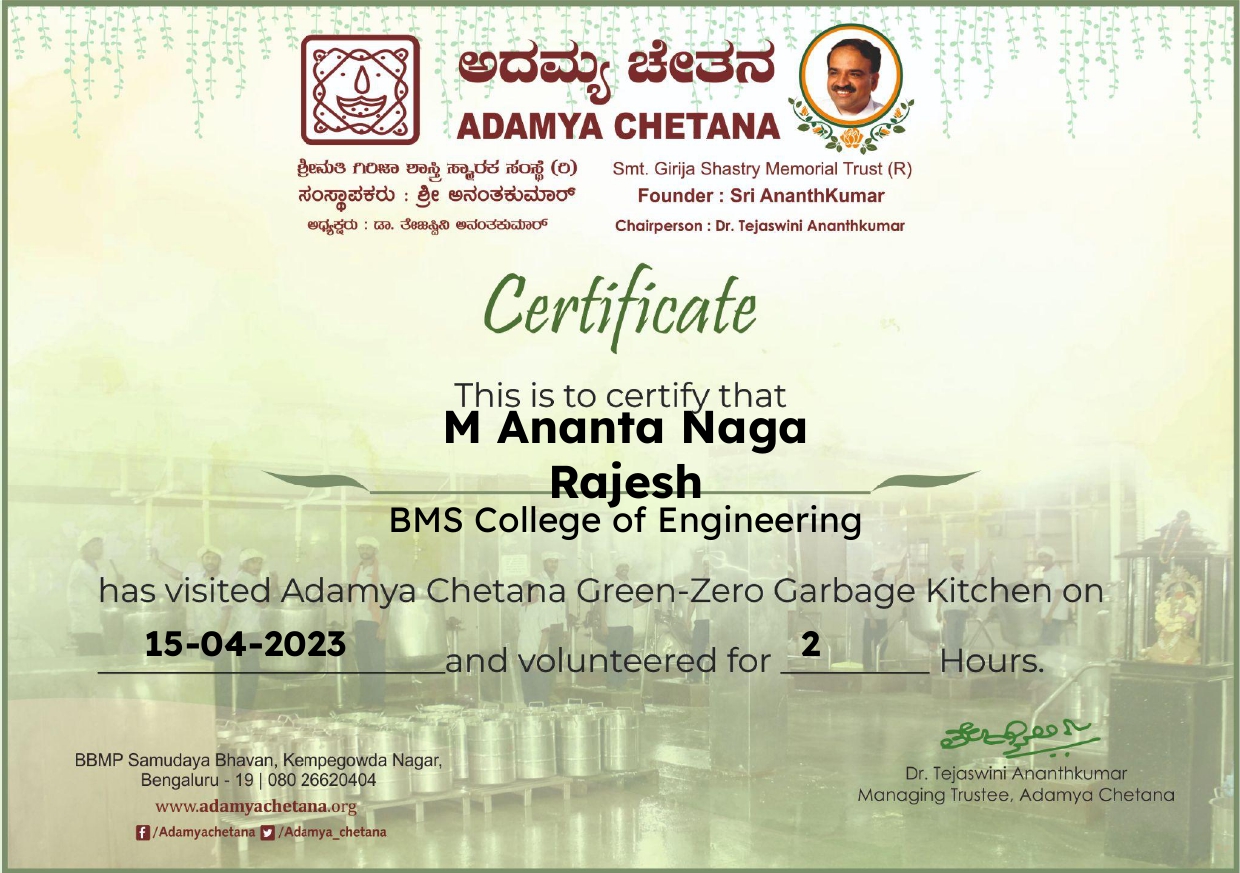 ಅದಮ್ಯ ಚೇತನ
ADAMYA CHETANA
ಶ್ರೀಮತಿ ಗಿರಿಜಾ ಶಾಸ್ತ್ರಿ ಸ್ಮಾರಕ ಸಂಸ್ಥೆ (ರಿ)
ಸಂಸ್ಥಾಪಕರು : ಶ್ರೀ ಅನಂತಕುಮಾರ್
ಅಧ್ಯಕ್ಷರು : ಡಾ. ತೇಜಸ್ವಿನಿ ಅನಂತಕುಮಾರ್
Smt. Girija Shastry Memorial Trust (R)
Founder : Sri AnanthKumar
Chairperson : Dr. Tejaswini Ananthkumar
Certificate
This is to certify that
M Ananta Naga
Rajesh
BMS College of Engineering
has visited Adamya Chetana Green-Zero Garbage Kitchen on
15-04-2023 and volunteered for 2 Hours.
BBMP Samudaya Bhavan, Kempegowda Nagar,
Bengaluru - 19 | 080 26620404
www.adamyachetana.org
/Adamyachetana /Adamya_chetana
Dr. Tejaswini Ananthkumar
Managing Trustee, Adamya Chetana